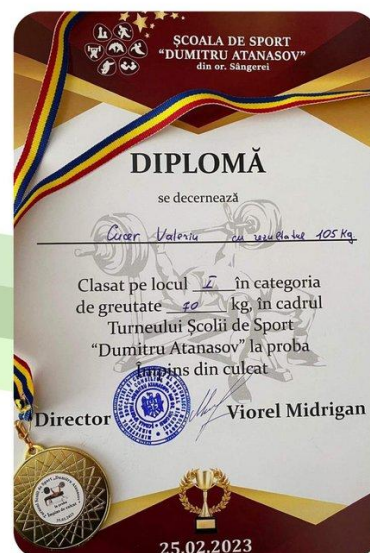 ȘCOALA DE SPORT
“DUMITRU ATANASOV”
din or. Sângerei
DIPLOMĂ
se decernează
Cucer Valeriu cu rezultatul 105 Kg
Clasat pe locul I în categoria
de greutate 70 kg, în cadrul
Turneului Școlii de Sport
“Dumitru Atanasov” la proba
Împins din culcat
Director Viorel Midrigan
25.02.2023